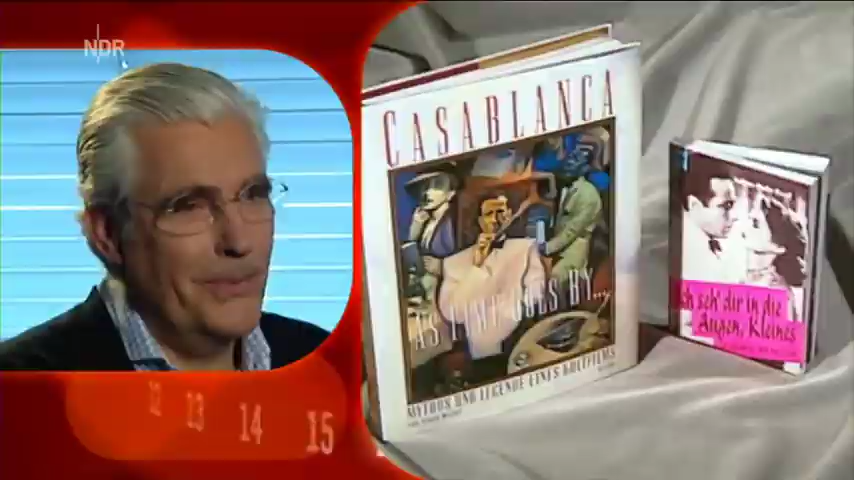 NDR
CASABLANCA
AS TIME GOES BY...
MYTHOS UND LEGENDE EINES KULTFILMS
Ich seh' dir in die
Augen, Kleines
12 13 14 15